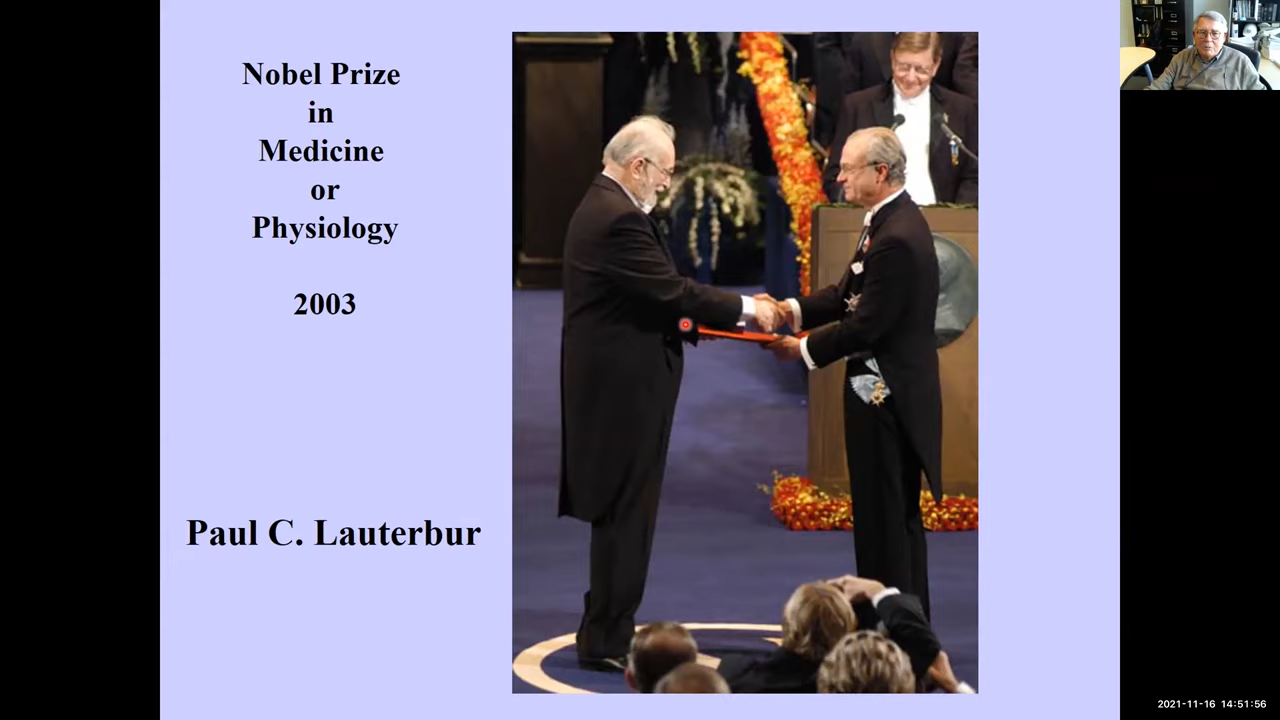 Nobel Prize
in
Medicine
or
Physiology
2003
Paul C. Lauterbur
2021-11-16 14:51:56